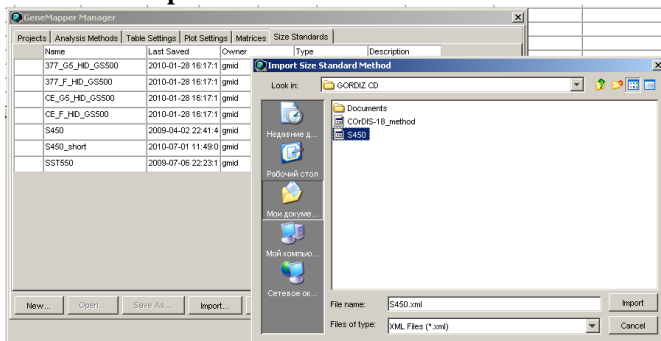 GeneMapper Manager
Projects Analysis Methods Table Settings Plot Settings Matrices Size Standards
Name Last Saved Owner Type Description
377_G5_HID_GS500 2010-01-28 16:17:1 gmid
377_F_HID_GS500 2010-01-28 16:17:1 gmid
CE_G5_HID_GS500 2010-01-28 16:17:1 gmid
CE_F_HID_GS500 2010-01-28 16:17:1 gmid
S450 2009-04-02 22:41:4 gmid
S450_short 2010-07-01 11:49:0 gmid
SST550 2009-07-06 22:23:1 gmid
New... Open... Save As... Import...
Import Size Standard Method
Look in: GORDIZ CD
Недавние д...
Рабочий стол
Мои докуме...
Мой компью...
Сетевое ок...
Documents
COrDIS-18_method
S450
File name: S450.xml Import
Files of type: XML Files (*.xml) Cancel